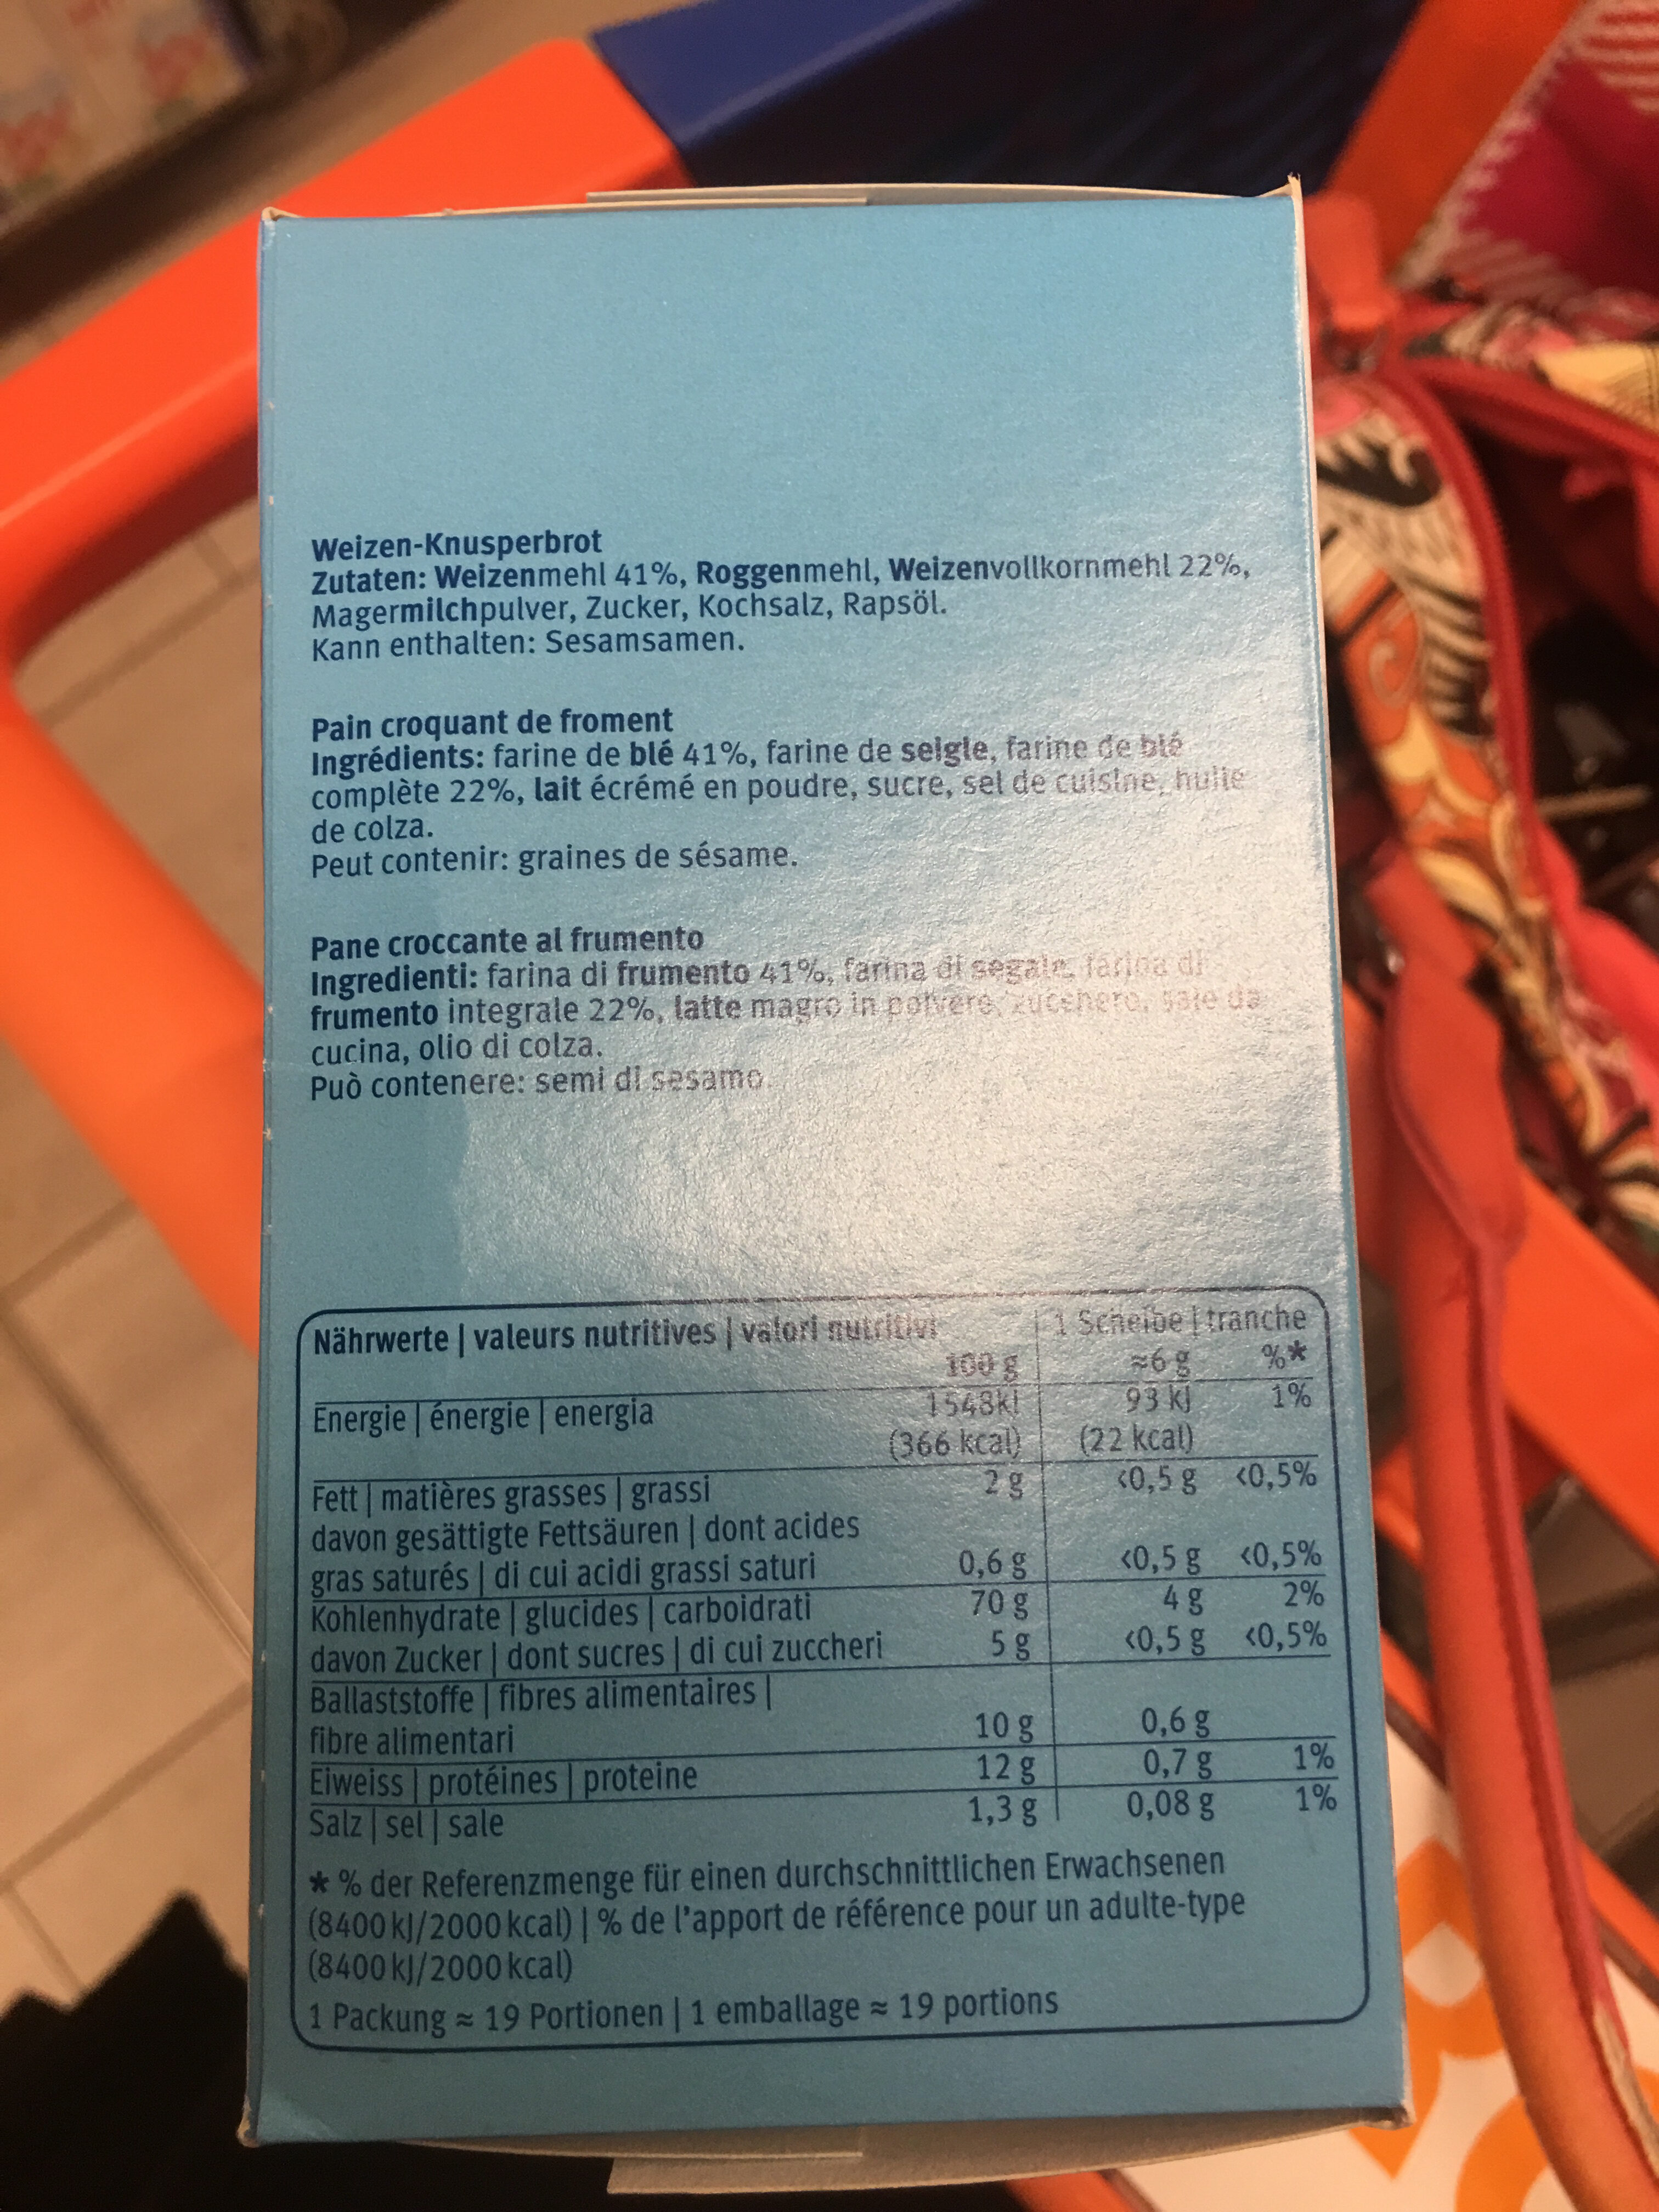 Weizen-Knusperbrot
Zutaten: Weizenmehl 41%, Roggenmehl, Weizenvollkornmehl 22%,
Magermilchpulver, Zucker, Kochsalz, Rapsöl.
Kann enthalten: Sesamsamen.
Pain croquant de froment
Ingrédients: farine de blé 41%, farine de seigle, farine de blé
complète 22%, lait écrémé en poudre, sucre, sel de cuisine, huile
de colza.
Peut contenir: graines de sésame.
Pane croccante al frumento
Ingredienti: farina di frumento 41%, farina di segale, farina di
frumento integrale 22%, latte magro in polvere, zucchero, sale da
cucina, olio di colza.
Può contenere: semi di sesamo.
Nährwerte | valeurs nutritives | valori nutritivi 1 Scheibe | tranche
100 g ≈6 g %*
Energie | énergie | energia 1548kJ 93 kJ 1%
(366 kcal) (22 kcal)
Fett | matières grasses | grassi 2 g <0,5 g <0,5%
davon gesättigte Fettsäuren | dont acides
gras saturés | di cui acidi grassi saturi 0,6 g <0,5 g <0,5%
Kohlenhydrate | glucides | carboidrati 70 g 4 g 2%
davon Zucker | dont sucres | di cui zuccheri 5 g <0,5 g <0,5%
Ballaststoffe | fibres alimentaires |
fibre alimentari 10 g 0,6 g
Eiweiss | protéines | proteine 12 g 0,7 g 1%
Salz | sel | sale 1,3 g 0,08 g 1%
* % der Referenzmenge für einen durchschnittlichen Erwachsenen
(8400 kJ/2000 kcal) | % de l'apport de référence pour un adulte-type
(8400 kJ/2000 kcal)
1 Packung ≈ 19 Portionen | 1 emballage ≈ 19 portions